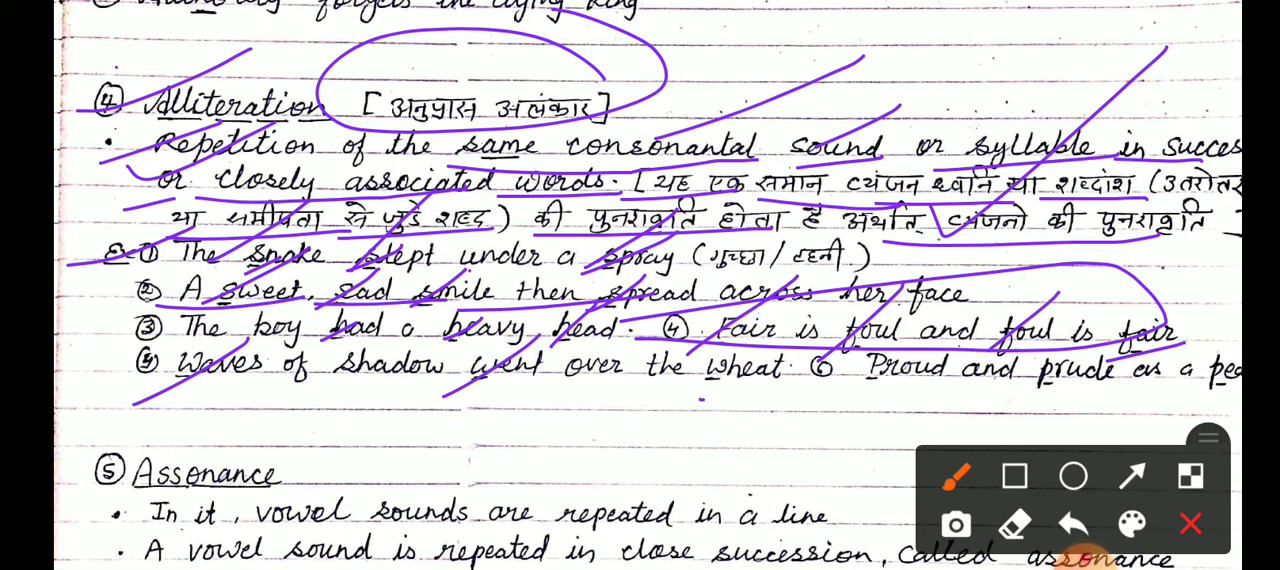 forgets the dying king
④ Alliteration [अनुप्रास अलंकार]
• Repetition of the same consonantal sound or syllable in succes
or closely associated words. [यह एक समान व्यंजन ध्वनि या शब्दांश (उतरोतर
या समीपता से जुडे शब्द) की पुनरावृति होता है अर्थात् व्यंजनो की पुनरावृति
Ex- ① The snake slept under a spray (गुच्छा / टहनी)
② A sweet, sad smile then spread across her face
③ The boy had a heavy head. ④ Fair is foul and foul is fair
⑤ Waves of shadow went over the wheat. ⑥ Proud and prude as a pea
⑤ Assonance
• In it, vowel sounds are repeated in a line
• A vowel sound is repeated in close succession, called assonance